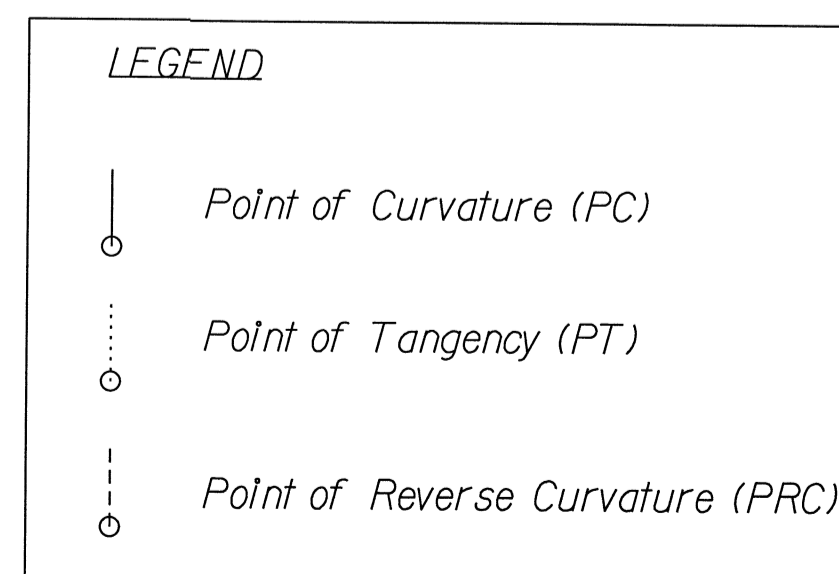 LEGEND
Point of Curvature (PC)
Point of Tangency (PT)
Point of Reverse Curvature (PRC)